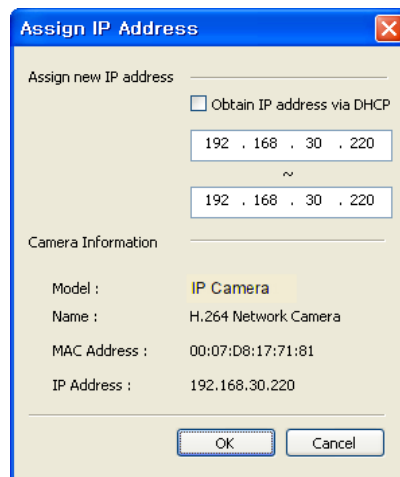 Assign IP Address
Assign new IP address
Obtain IP address via DHCP
192 . 168 . 30 . 220
~
192 . 168 . 30 . 220
Camera Information
Model : IP Camera
Name : H.264 Network Camera
MAC Address : 00:07:D8:17:71:81
IP Address : 192.168.30.220
OK Cancel